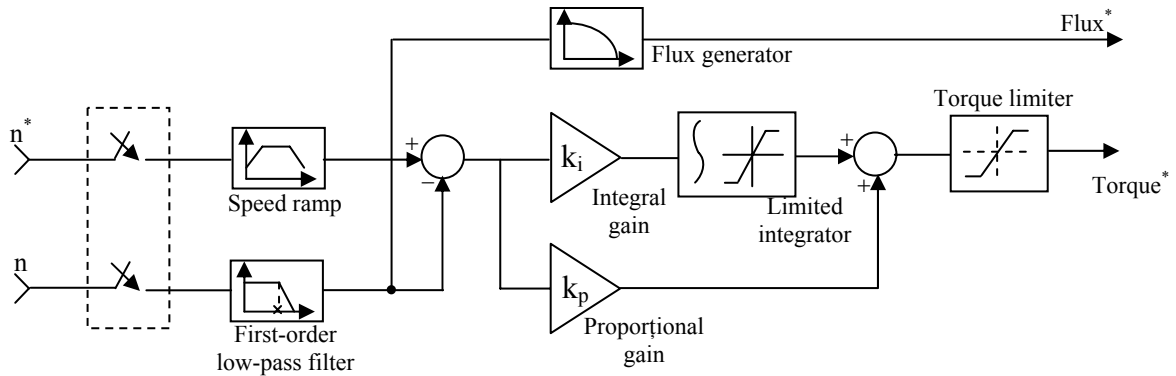 Flux*
Flux generator
n*
Speed ramp
+
−
ki
Integral
gain
Limited
integrator
+
+
Torque limiter
Torque*
n
First-order
low-pass filter
kp
Proporțional
gain